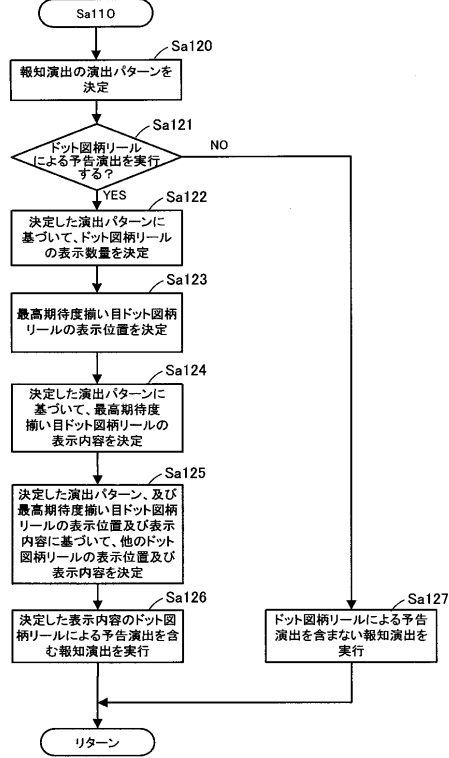 Sa110
Sa120
報知演出の演出パターンを
決定
Sa121
ドット図柄リール
による予告演出を実行
する？
NO
YES
Sa122
決定した演出パターンに
基づいて、ドット図柄リール
の表示数量を決定
Sa123
最高期待度揃い目ドット図柄
リールの表示位置を決定
Sa124
決定した演出パターンに
基づいて、最高期待度
揃い目ドット図柄リールの
表示内容を決定
Sa125
決定した演出パターン、及び
最高期待度揃い目ドット図柄
リールの表示位置及び表示
内容に基づいて、他のドット
図柄リールの表示位置及び
表示内容を決定
Sa126
決定した表示内容のドット図
柄リールによる予告演出を含
む報知演出を実行
Sa127
ドット図柄リールによる予告
演出を含まない報知演出を
実行
リターン